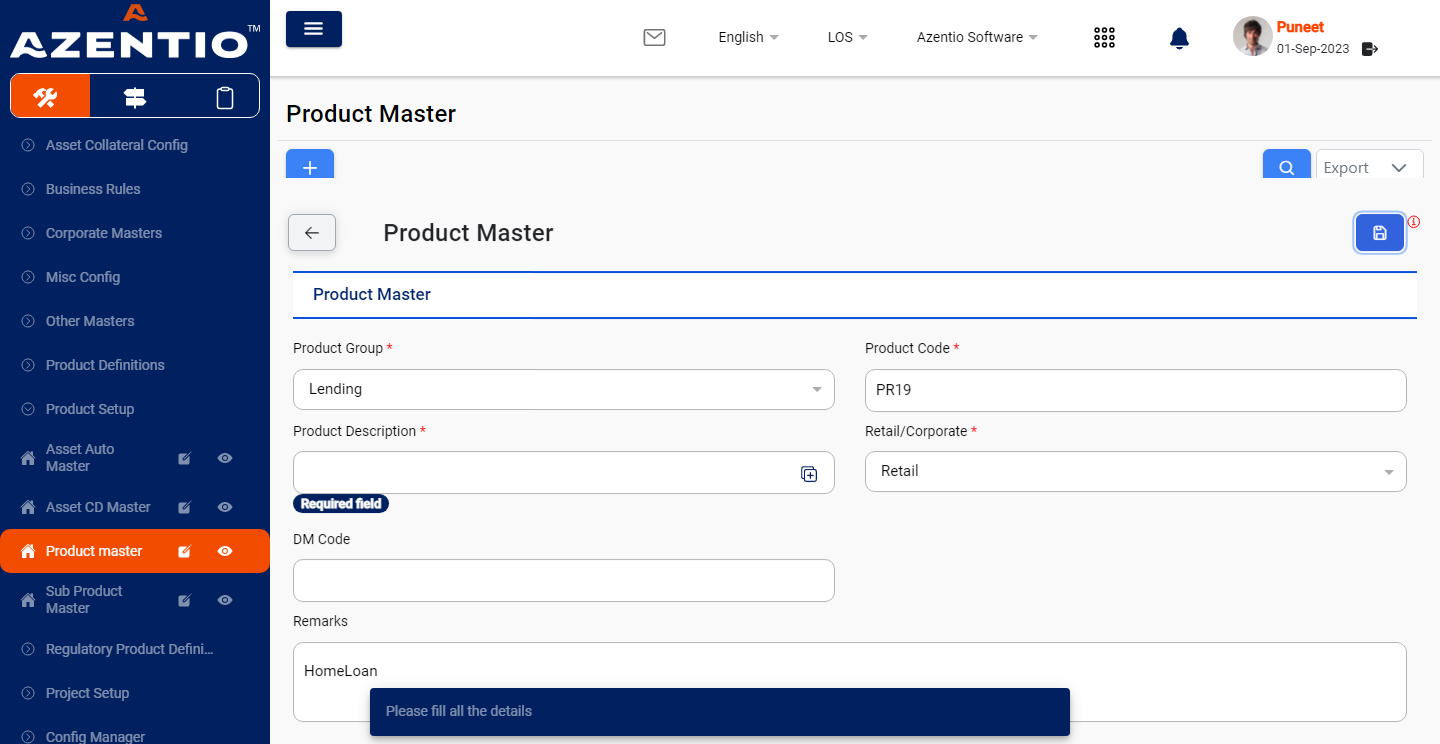 AZENTIO™
English
LOS
Azentio Software
Puneet
01-Sep-2023
Asset Collateral Config
Business Rules
Corporate Masters
Misc Config
Other Masters
Product Definitions
Product Setup
Asset Auto
Master
Asset CD Master
Product master
Sub Product
Master
Regulatory Product Defini...
Project Setup
Config Manager
Product Master
Export
Product Master
Product Master
Product Group *
Lending
Product Code *
PR19
Product Description *
Required field
Retail/Corporate *
Retail
DM Code
Remarks
HomeLoan
Please fill all the details